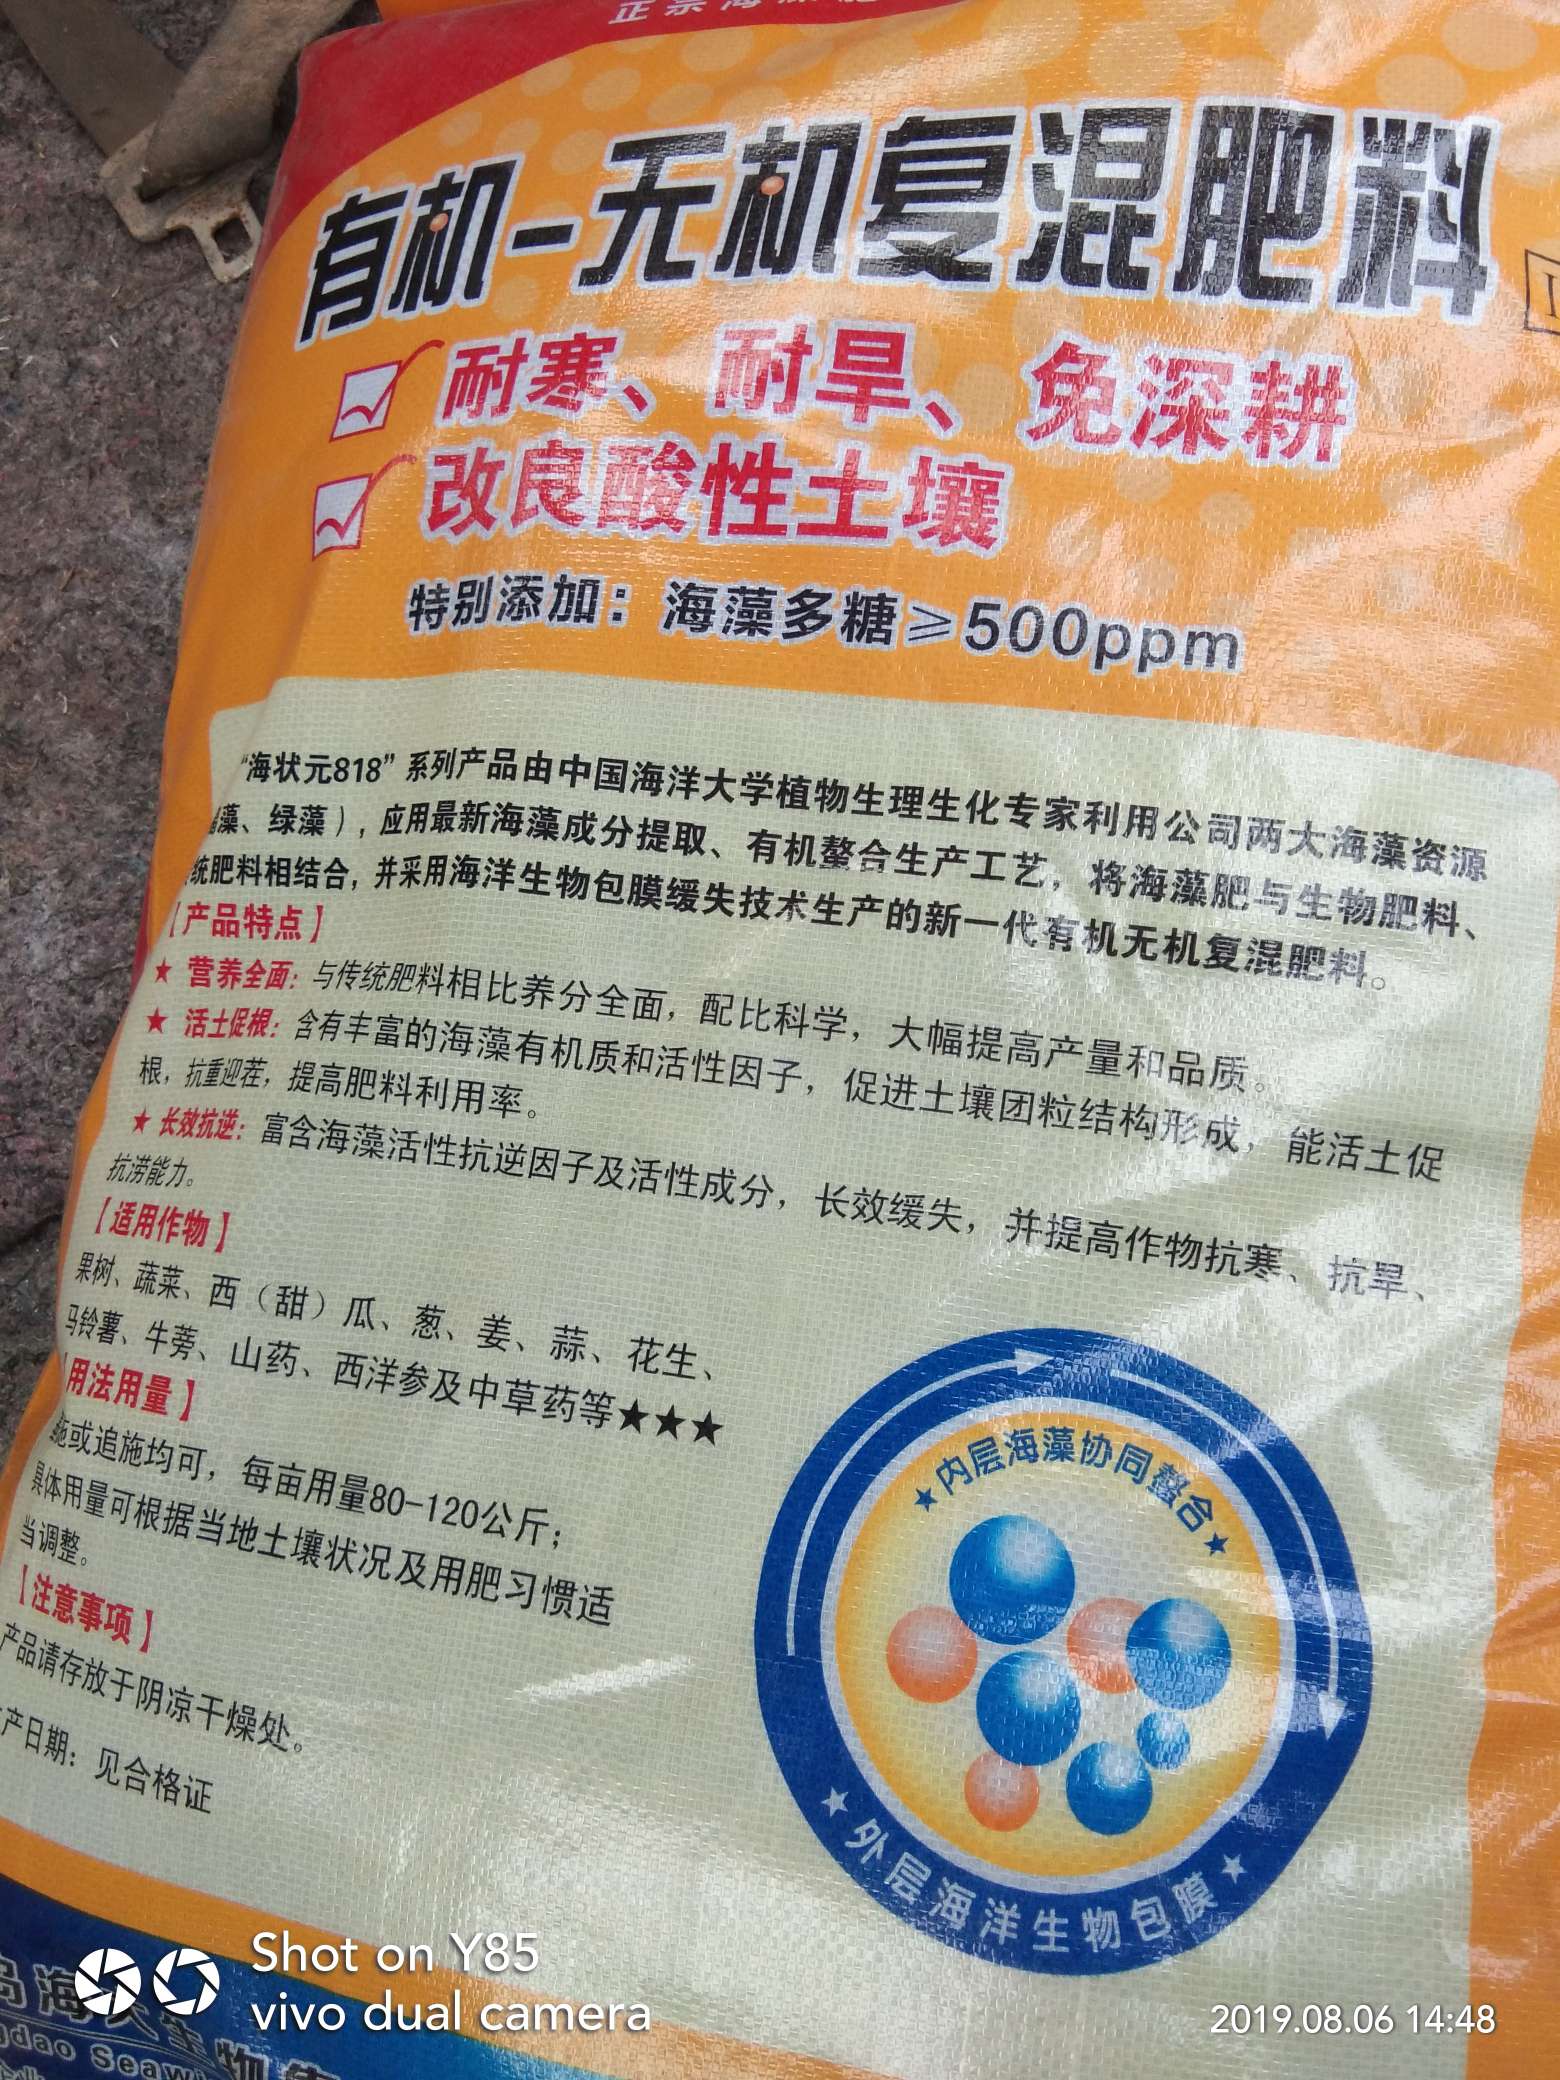 正宗海藻肥
有机-无机复混肥料
耐寒、耐旱、免深耕
改良酸性土壤
特别添加：海藻多糖≥500ppm
“海状元818”系列产品由中国海洋大学植物生理生化专家利用公司两大海藻资源
藻、绿藻），应用最新海藻成分提取、有机螯合生产工艺，将海藻肥与生物肥料、
统肥料相结合，并采用海洋生物包膜缓失技术生产的新一代有机无机复混肥料。
【产品特点】
★ 营养全面：与传统肥料相比养分全面，配比科学，大幅提高产量和品质。
★ 活土促根：含有丰富的海藻有机质和活性因子，促进土壤团粒结构形成，能活土促
根，抗重迎茬，提高肥料利用率。
★ 长效抗逆：富含海藻活性抗逆因子及活性成分，长效缓失，并提高作物抗寒、抗旱、
抗涝能力。
【适用作物】
果树、蔬菜、西（甜）瓜、葱、姜、蒜、花生、
马铃薯、牛蒡、山药、西洋参及中草药等★★★
【用法用量】
施或追施均可，每亩用量80-120公斤；
具体用量可根据当地土壤状况及用肥习惯适
当调整。
【注意事项】
产品请存放于阴凉干燥处。
产日期：见合格证
★内层海藻协同螯合★
★外层海洋生物包膜★
岛海大生物集
gdao Seawi
Shot on Y85
vivo dual camera
2019.08.06 14:48